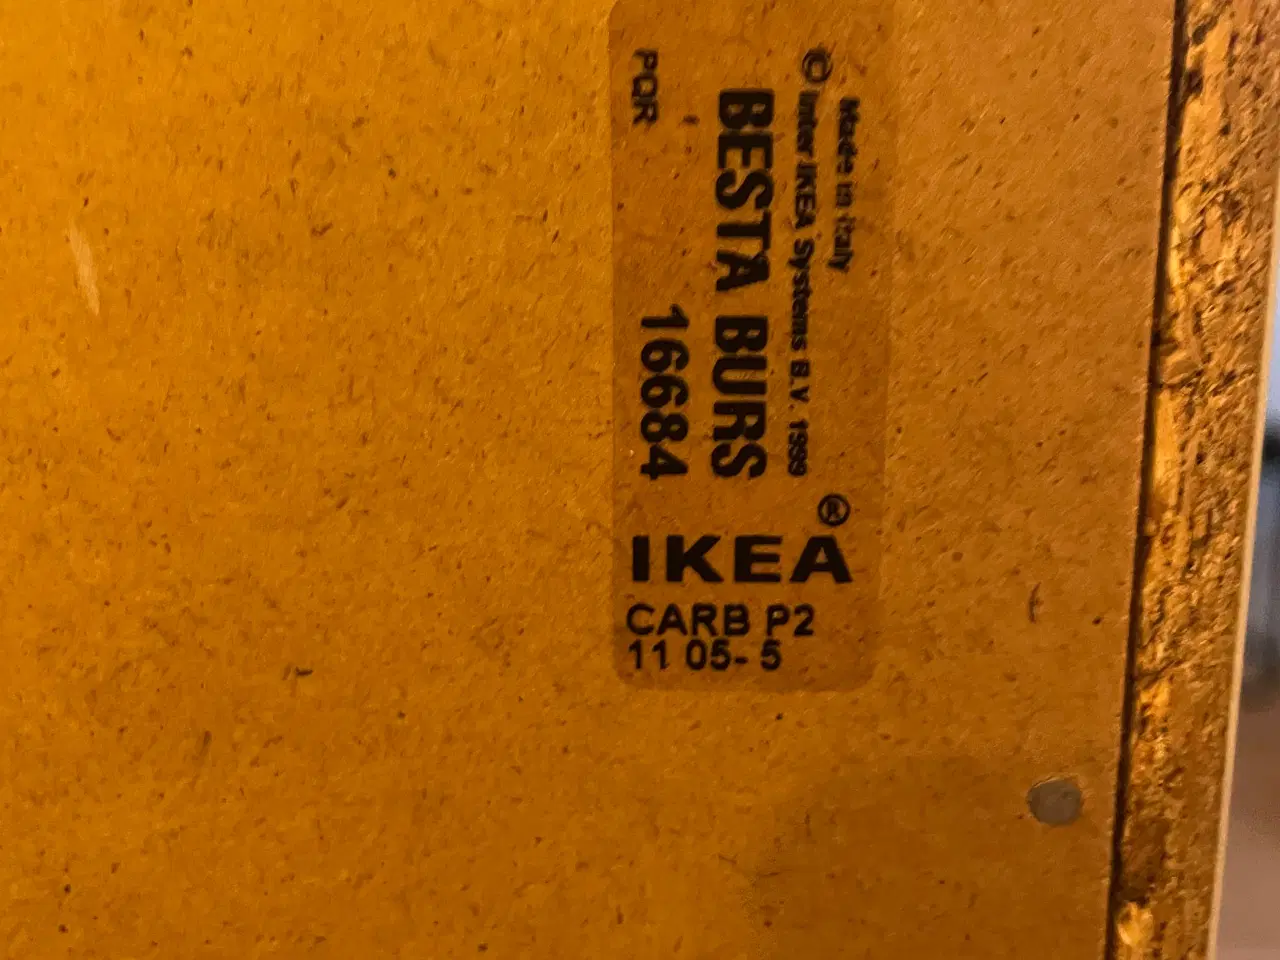 Made in Italy
© Inter IKEA Systems B.V. 1999
BESTA BURS
PQR 16684
IKEA®
CARB P2
11 05- 5